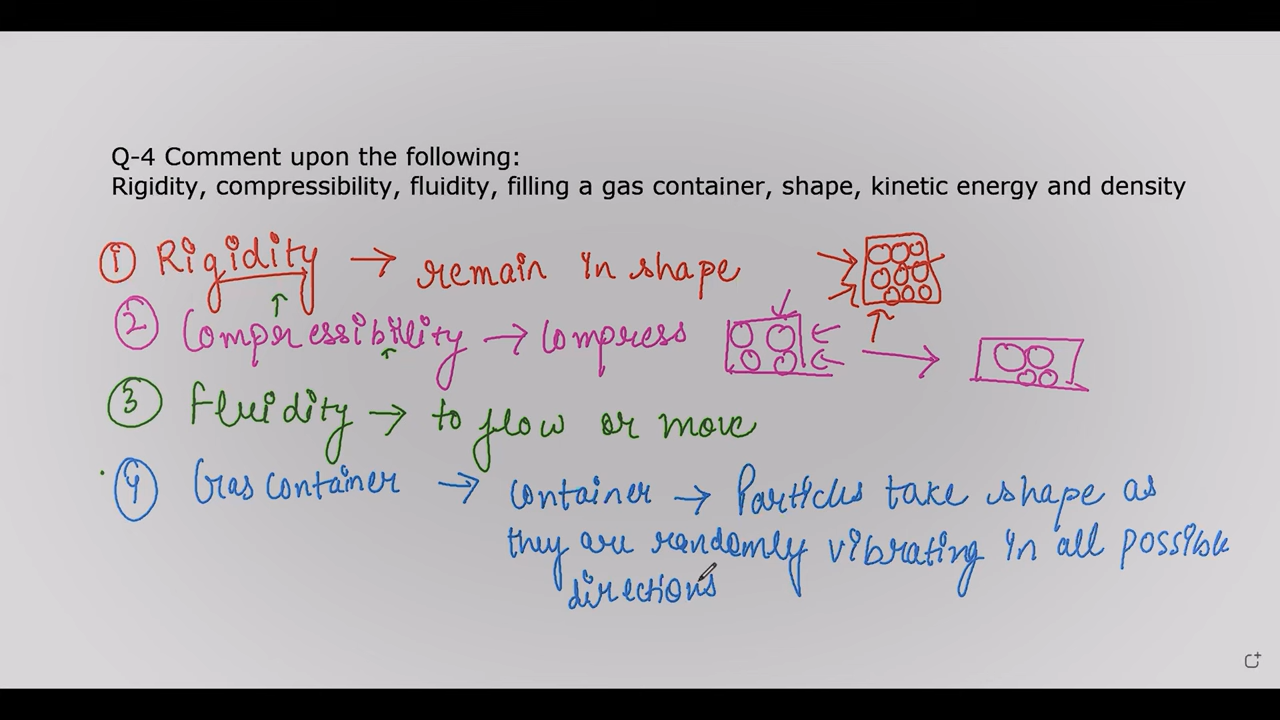 Q-4 Comment upon the following:
Rigidity, compressibility, fluidity, filling a gas container, shape, kinetic energy and density
① Rigidity → remain in shape
② Compressibility → Compress
③ Fluidity → to flow or move
④ Gas container → container → Particles take shape as
they are randomly vibrating in all possible
directions